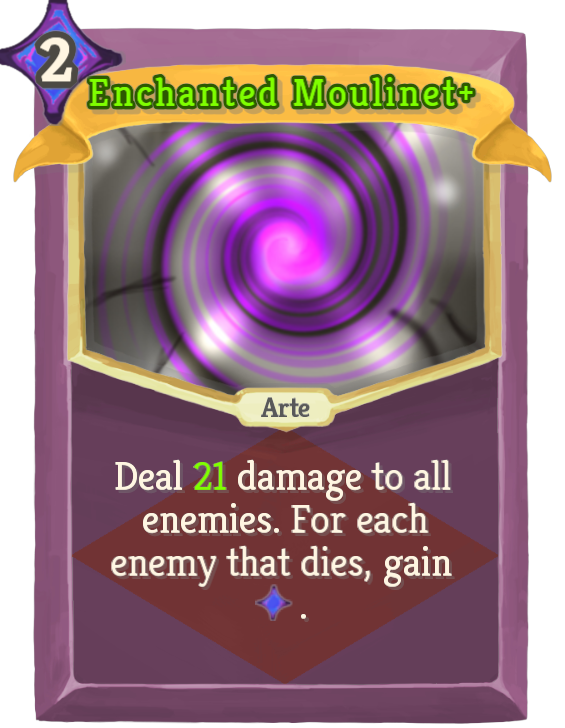 2
Enchanted Moulinet+
Arte
Deal 21 damage to all
enemies. For each
enemy that dies, gain
.